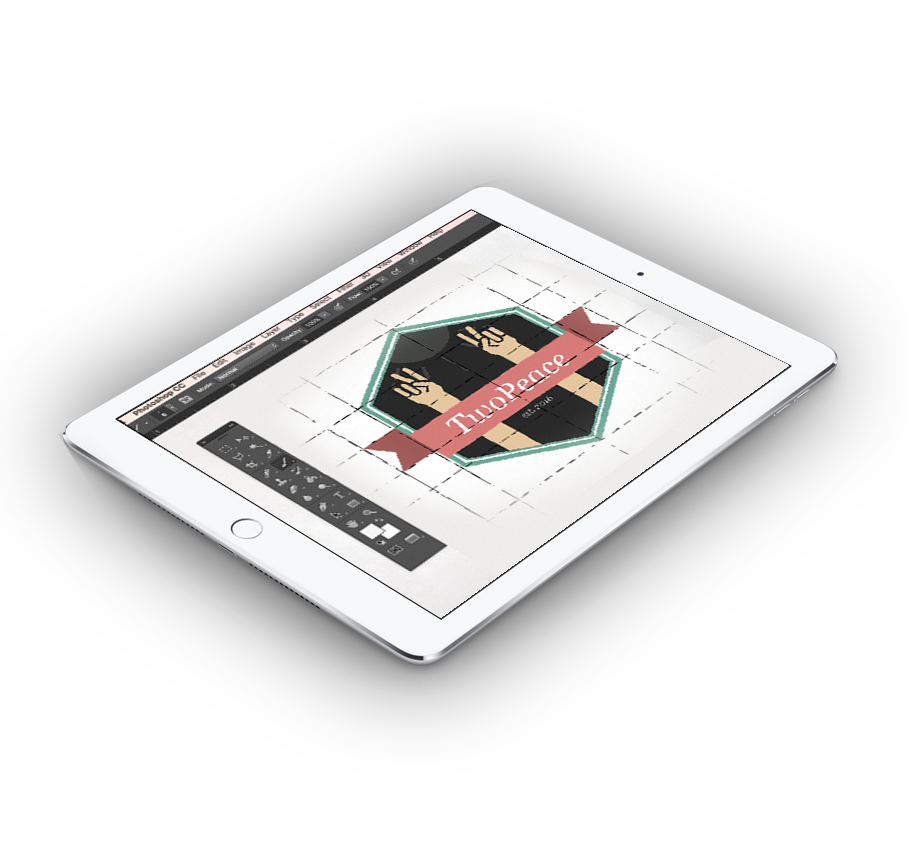 Photoshop CC File Edit Image Layer Type Select Filter 3D View Window Help
Mode: Normal Opacity: 100% Flow: 100%
TwoPeace
est. 2016